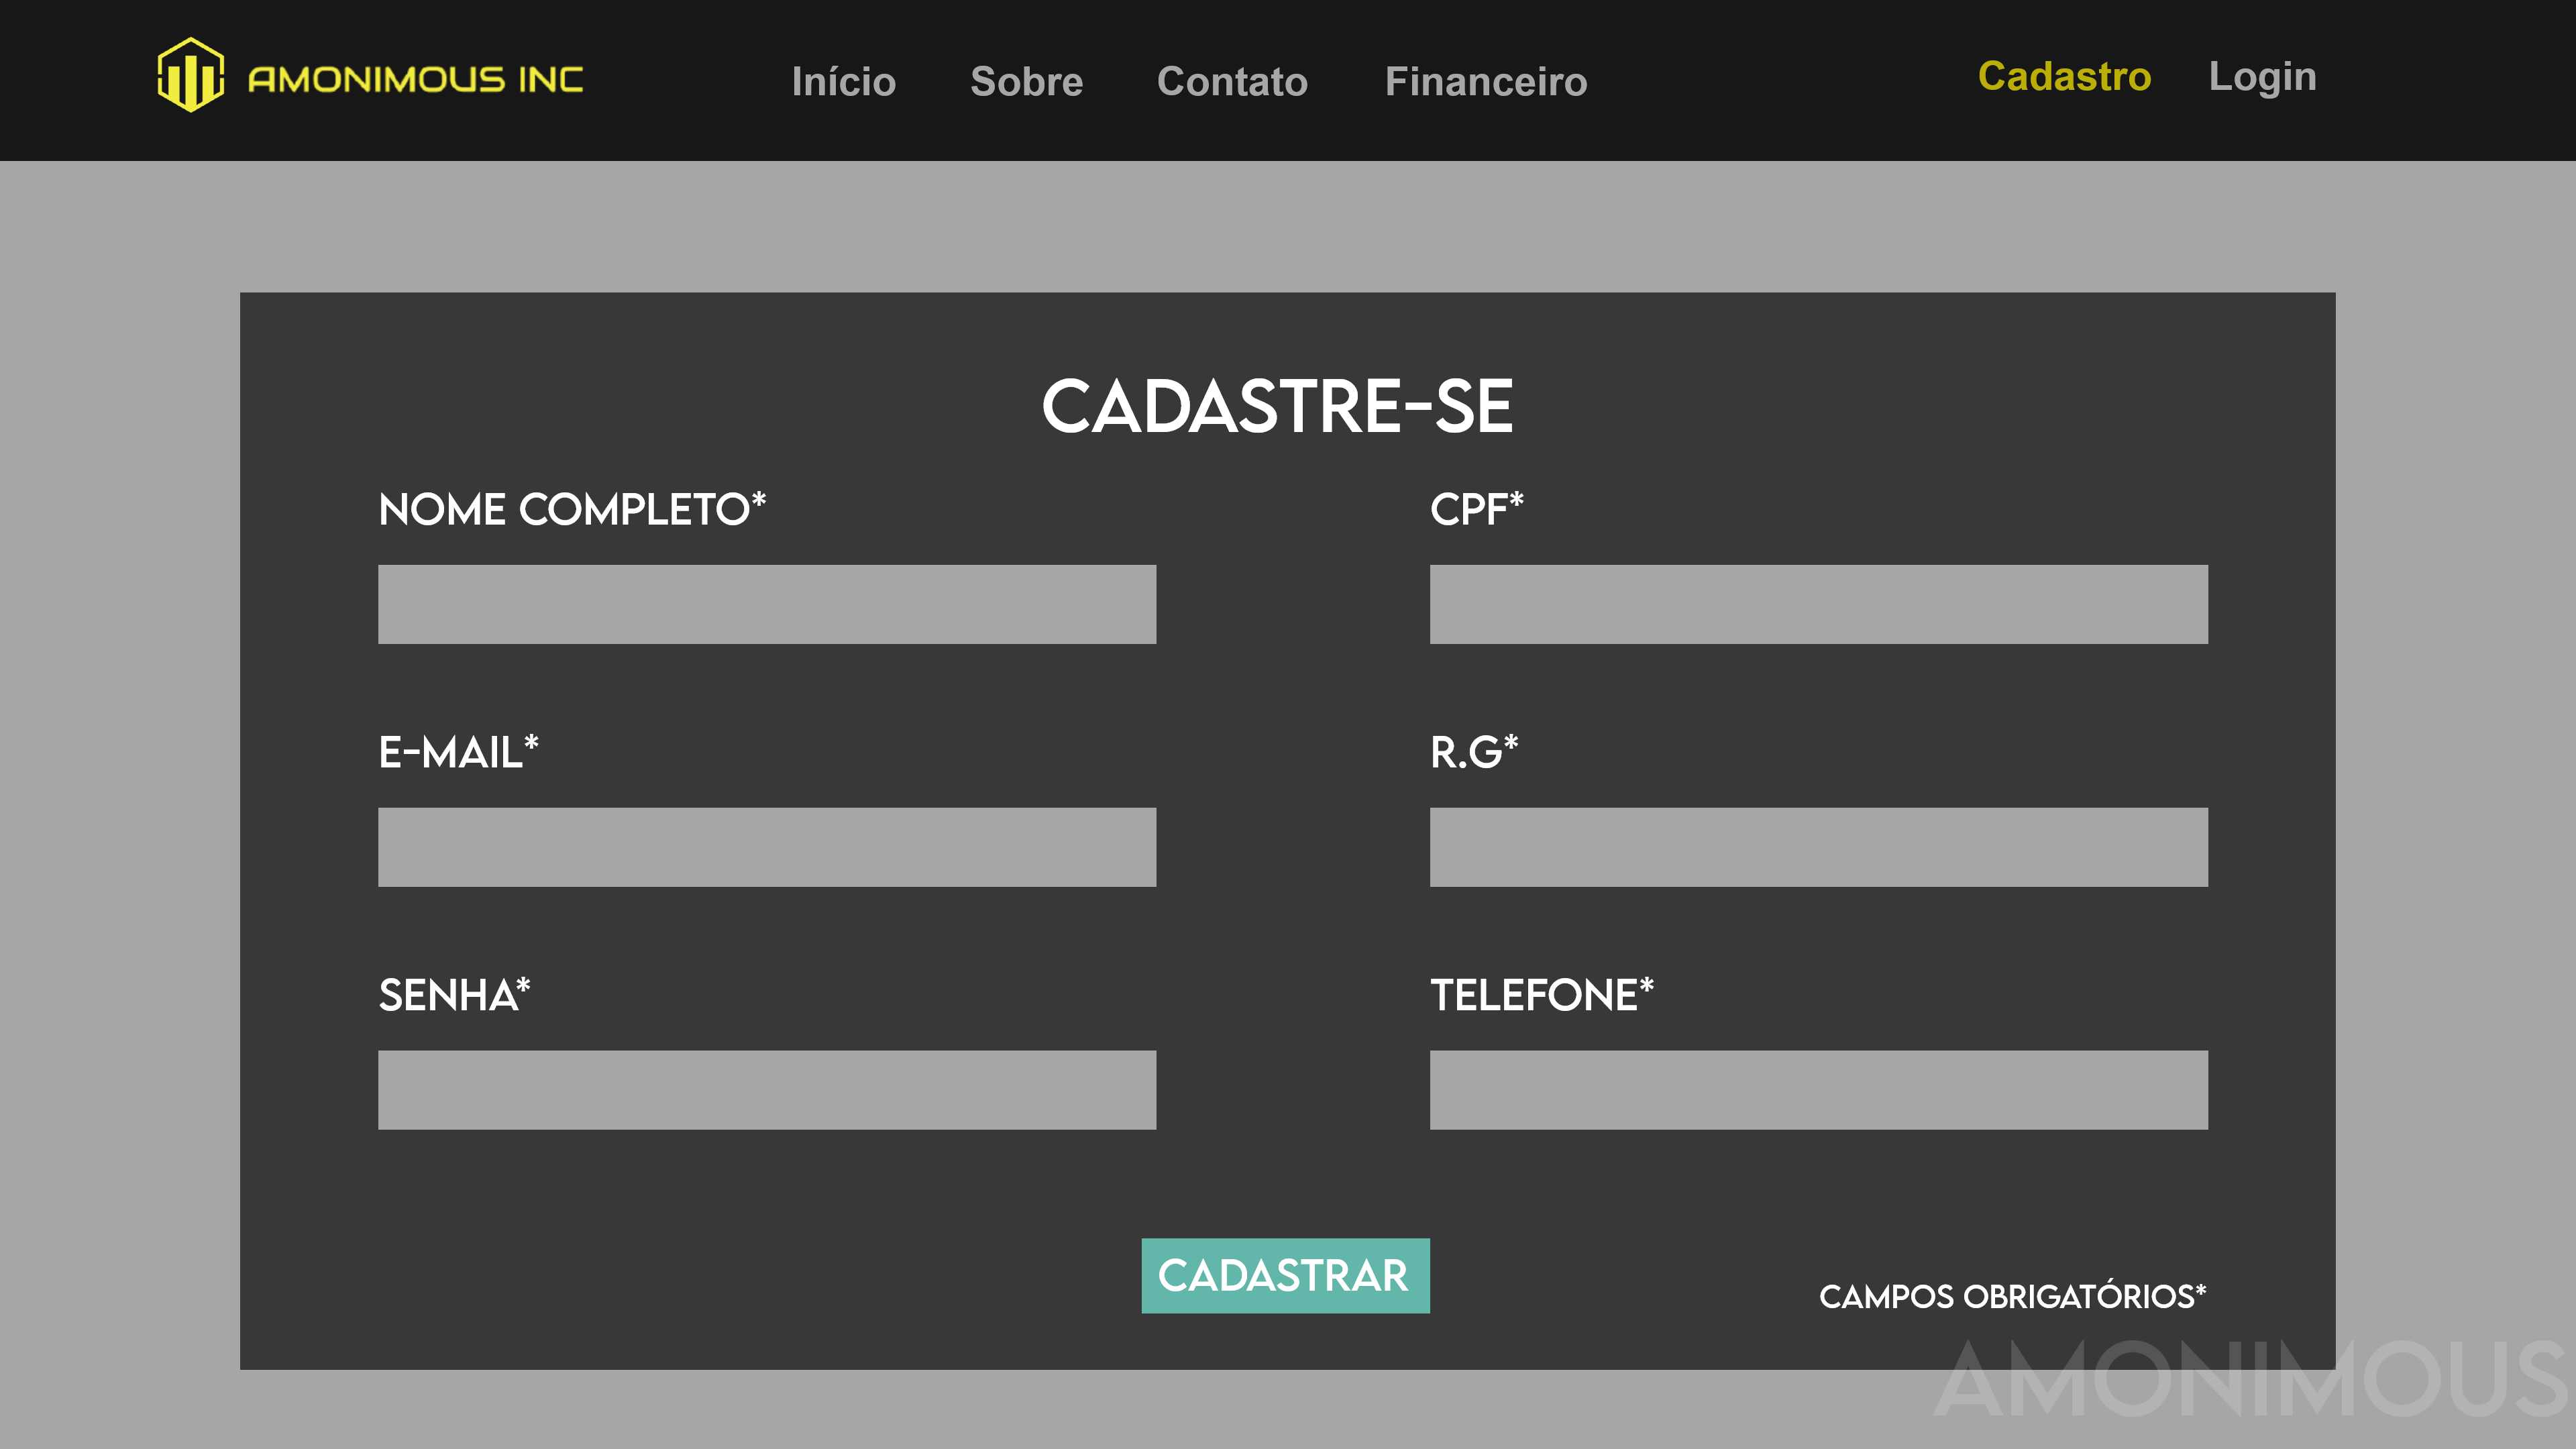 AMONIMOUS INC
Início Sobre Contato Financeiro
Cadastro Login
CADASTRE-SE
NOME COMPLETO* CPF*
E-MAIL* R.G*
SENHA* TELEFONE*
CADASTRAR
CAMPOS OBRIGATÓRIOS*
AMONIMOUS